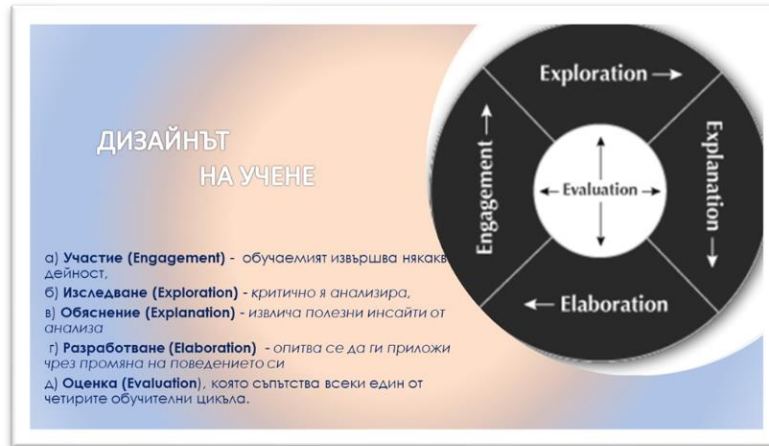 ДИЗАЙНЪТ
НА УЧЕНЕ
а) Участие (Engagement) - обучаемият извършва някакв
дейност,
б) Изследване (Exploration) - критично я анализира,
в) Обяснение (Explanation) - извлича полезни инсайти от
анализа
г) Разработване (Elaboration) - опитва се да ги приложи
чрез промяна на поведението си
д) Оценка (Evaluation), която съпътства всеки един от
четирите обучителни цикъла.
Exploration
Engagement
Evaluation
Explanation
Elaboration